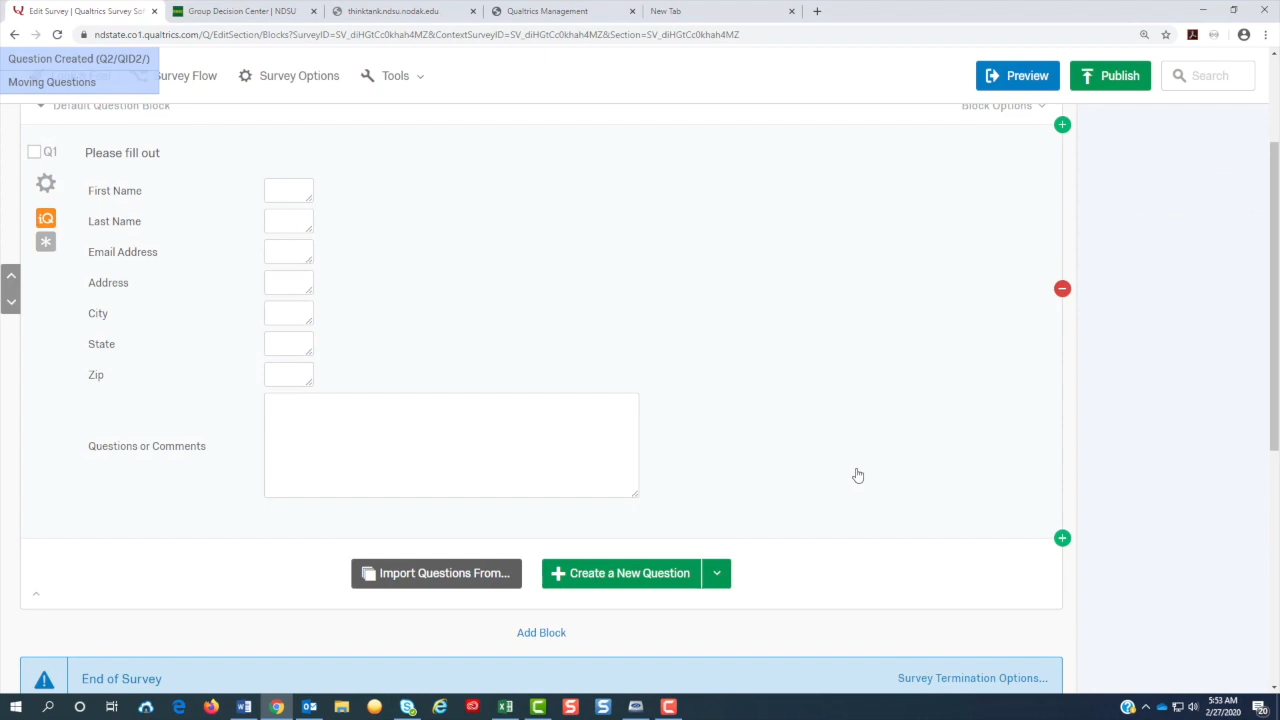 Edit Survey | Qualtrics Survey Sof
Group Decision Center | NDSU
thinktank.ndsu.nodak.edu
Qualtrics Management
New Tab
ndstate.co1.qualtrics.com/Q/EditSection/Blocks?SurveyID=SV_diHGtCc0khah4MZ&ContextSurveyID=SV_diHGtCc0khah4MZ&Section=SV_diHGtCc0khah4MZ
Question Created (Q2/QID2/)
Moving Questions
Survey Flow
Survey Options
Tools
Preview
Publish
Search
Default Question Block
Block Options
Q1
Please fill out
iQ
First Name
Last Name
Email Address
Address
City
State
Zip
Questions or Comments
Import Questions From...
Create a New Question
Add Block
End of Survey
Survey Termination Options...
5:53 AM
2/27/2020
20